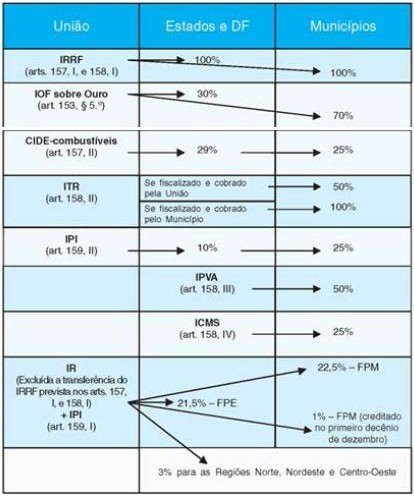 União Estados e DF Municípios
IRRF
(arts. 157, I, e 158, I)
100%
100%
IOF sobre Ouro
(art. 153, § 5.º)
30%
70%
CIDE-combustíveis
(art. 157, II)
29%
25%
ITR
(art. 158, II)
Se fiscalizado e cobrado
pela União
50%
Se fiscalizado e cobrado
pelo Município
100%
IPI
(art. 159, II)
10%
25%
IPVA
(art. 158, III)
50%
ICMS
(art. 158, IV)
25%
IR
(Excluída a transferência do
IRRF prevista nos arts. 157,
I, e 158, I)
+ IPI
(art. 159, I)
22,5% – FPM
21,5% – FPE
1% – FPM (creditado
no primeiro decênio
de dezembro)
3% para as Regiões Norte, Nordeste e Centro-Oeste